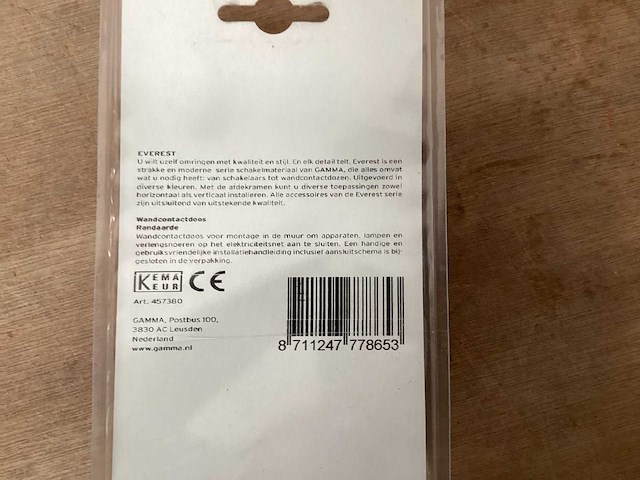 EVEREST
U wilt uzelf omringen met kwaliteit en stijl. En elk detail telt. Everest is een
strakke en moderne serie schakelmateriaal van GAMMA, die alles omvat
wat u nodig heeft: van schakelaars tot wandcontactdozen. Uitgevoerd in
diverse kleuren. Met de afdekramen kunt u diverse toepassingen zowel
horizontaal als verticaal installeren. Alle accessoires van de Everest serie
zijn uitsluitend van uitstekende kwaliteit.
Wandcontactdoos
Randaarde
Wandcontactdoos voor montage in de muur om apparaten, lampen en
verlengsnoeren op het elektriciteitsnet aan te sluiten. Een handige en
gebruiksvriendelijke installatiehandleiding inclusief aansluitschema is bij-
gesloten in de verpakking.
KEMA
KEUR CE
Art. 457380
GAMMA, Postbus 100,
3830 AC Leusden
Nederland
www.gamma.nl
8 711247 778653